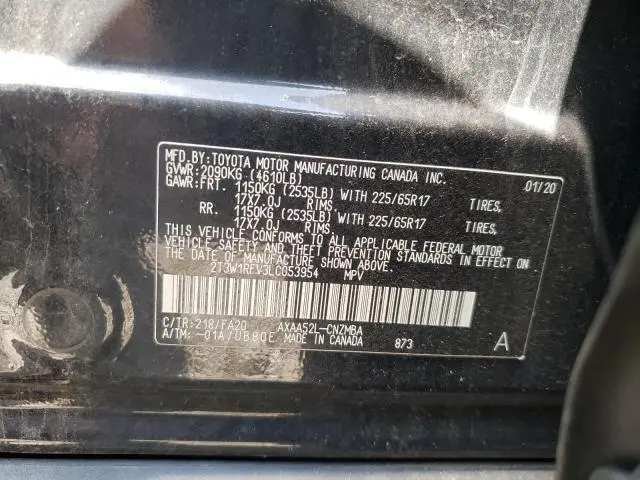 MFD.BY:TOYOTA MOTOR MANUFACTURING CANADA INC. 01/20
GVWR:2090KG (4610LB)
GAWR:FRT. 1150KG (2535LB) WITH 225/65R17 TIRES,
17X7.0J RIMS,
RR. 1150KG (2535LB) WITH 225/65R17 TIRES,
17X7.0J RIMS.
THIS VEHICLE CONFORMS TO ALL APPLICABLE FEDERAL MOTOR
VEHICLE SAFETY AND THEFT PREVENTION STANDARDS IN EFFECT ON
THE DATE OF MANUFACTURE SHOWN ABOVE.
2T3W1RFV3LC053954 MPV
C/TR:218/FA20 AXAA52L-CNZMBA
A/TM:-01A/UB80E MADE IN CANADA 873 A